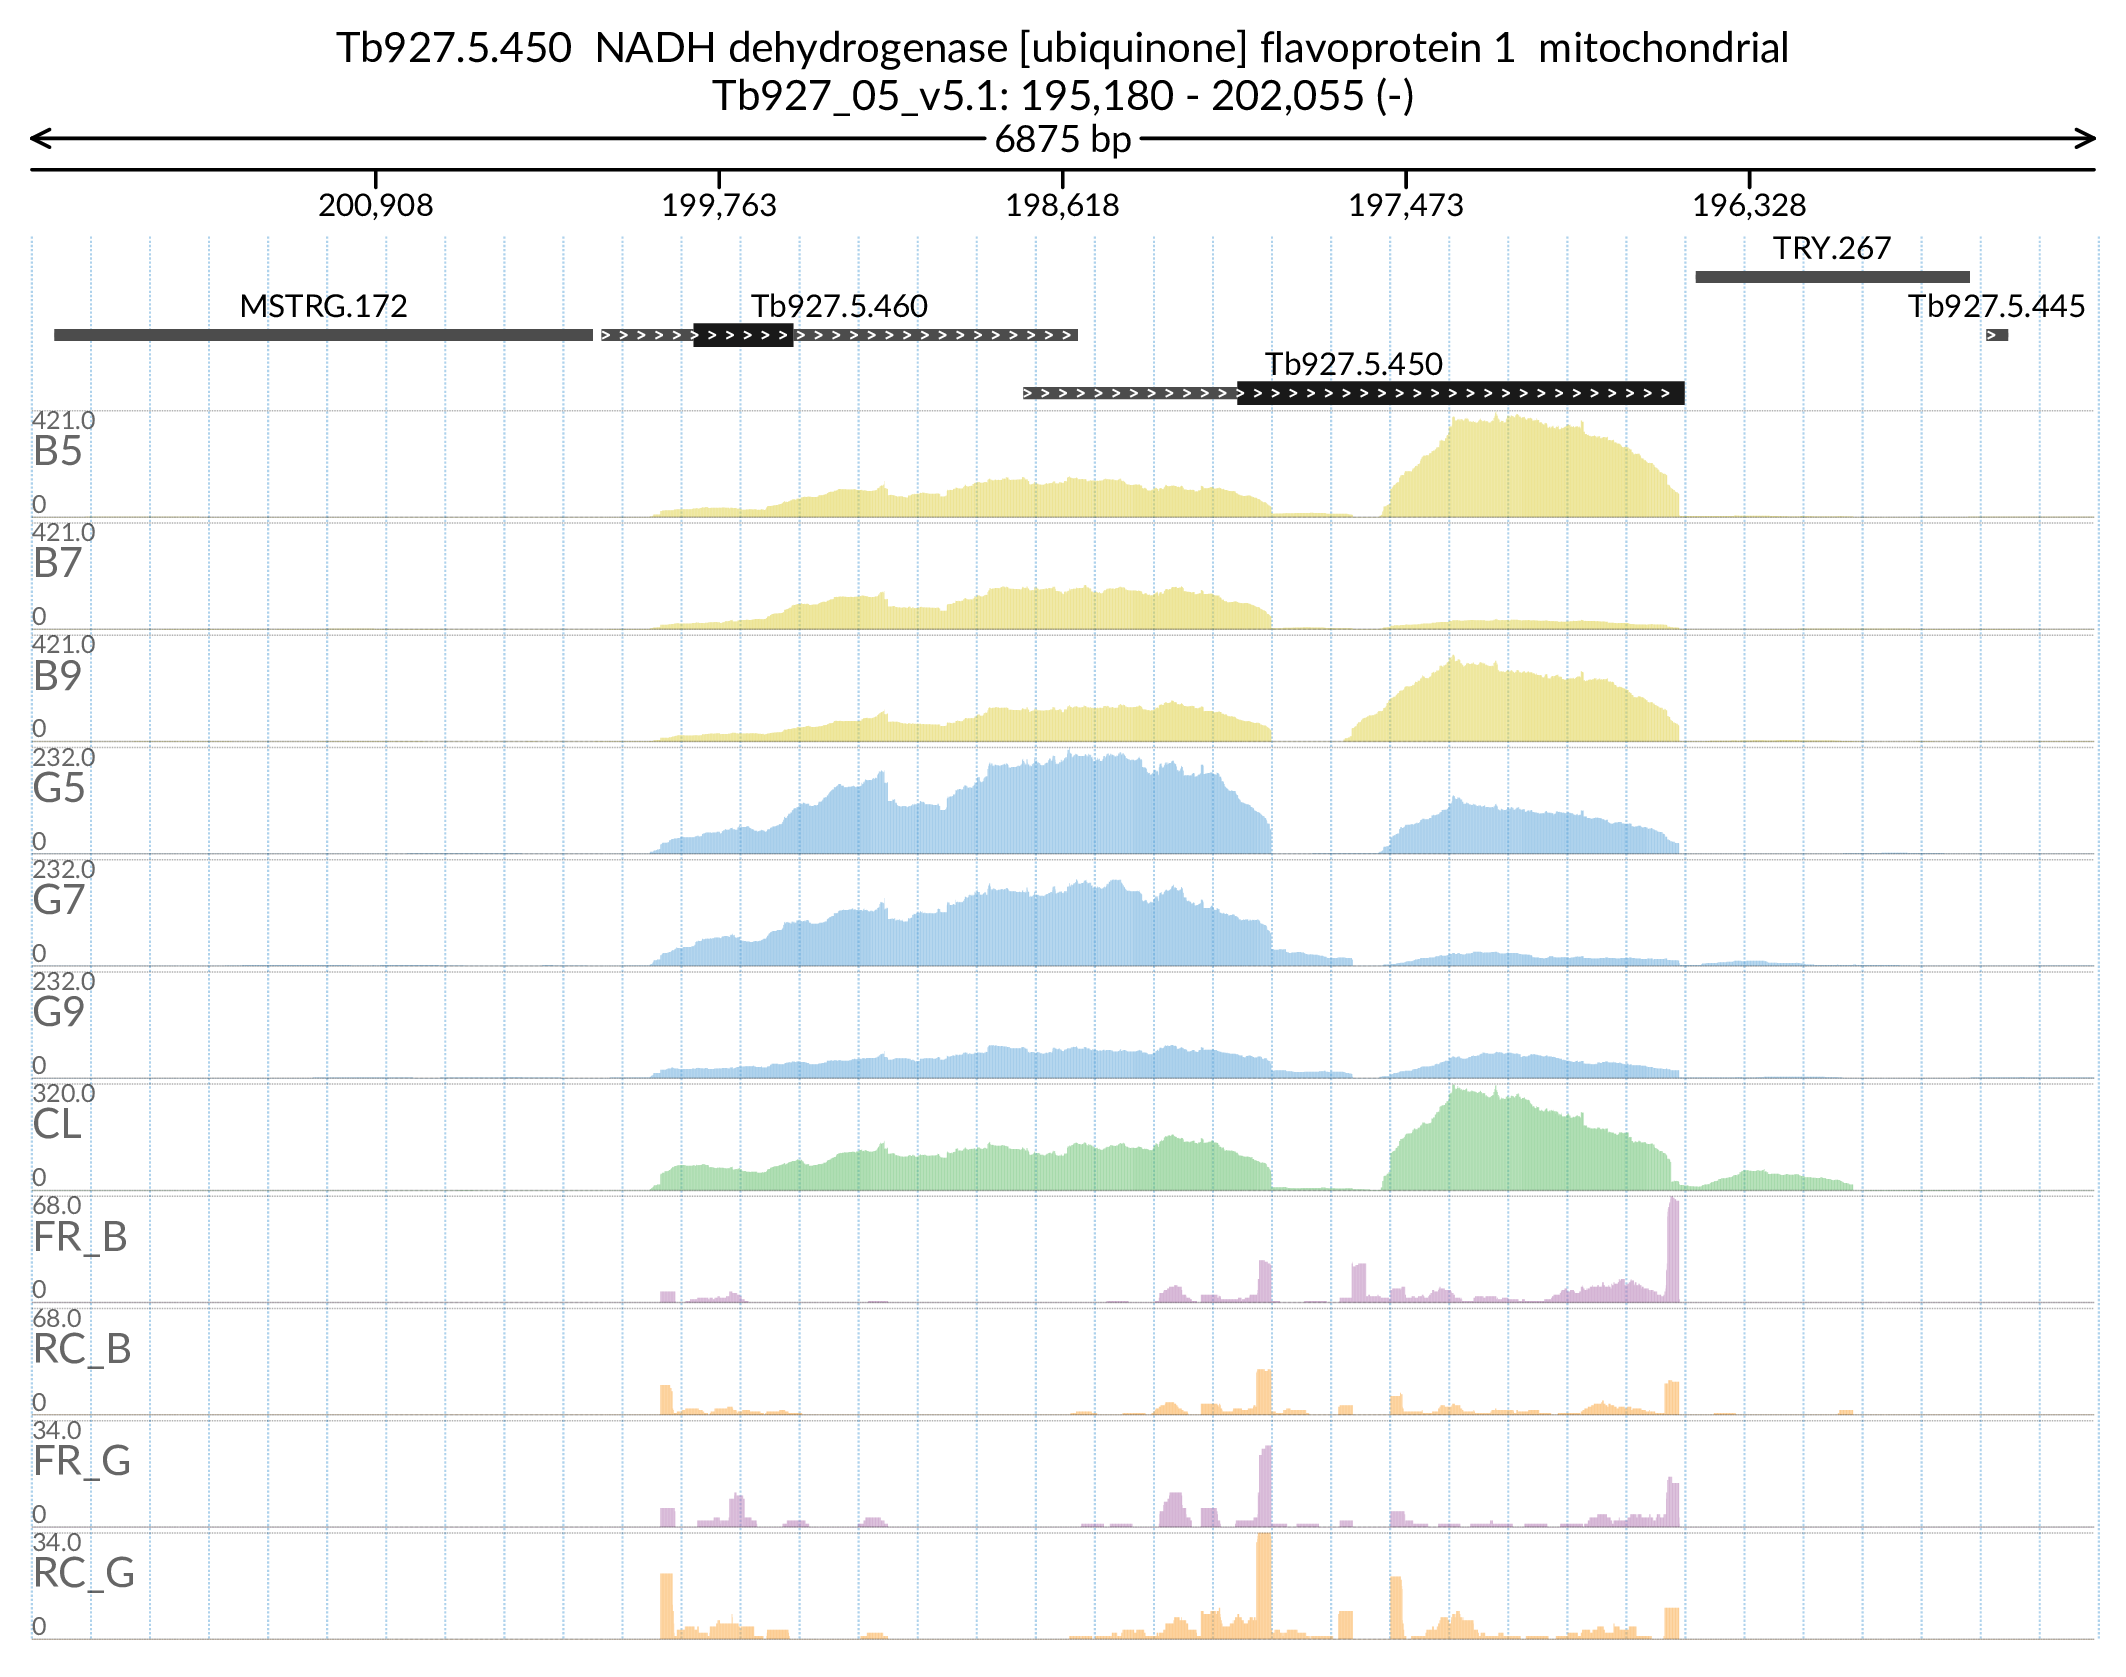 Tb927.5.450  NADH dehydrogenase [ubiquinone] flavoprotein 1  mitochondrial
Tb927_05_v5.1: 195,180 - 202,055 (-)
6875 bp
200,908 199,763 198,618 197,473 196,328
TRY.267
MSTRG.172 Tb927.5.460 Tb927.5.445
Tb927.5.450
421.0
B5
0
421.0
B7
0
421.0
B9
0
232.0
G5
0
232.0
G7
0
232.0
G9
0
320.0
CL
0
68.0
FR_B
0
68.0
RC_B
0
34.0
FR_G
0
34.0
RC_G
0